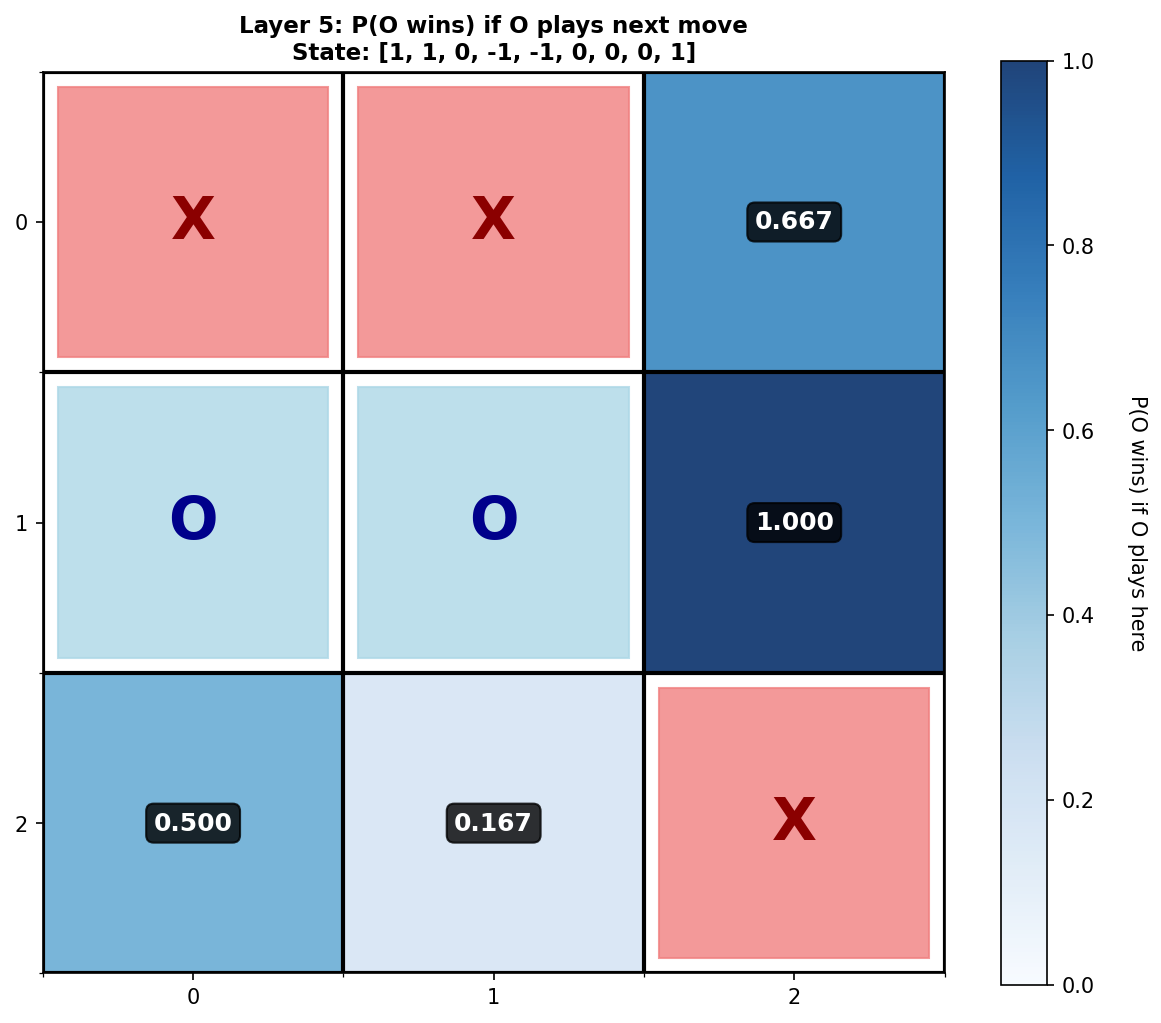 Layer 5: P(O wins) if O plays next move
State: [1, 1, 0, -1, -1, 0, 0, 0, 1]
0
X
X
0.667
1
O
O
1.000
2
0.500
0.167
X
0
1
2
1.0
0.8
0.6
0.4
0.2
0.0
P(O wins) if O plays here